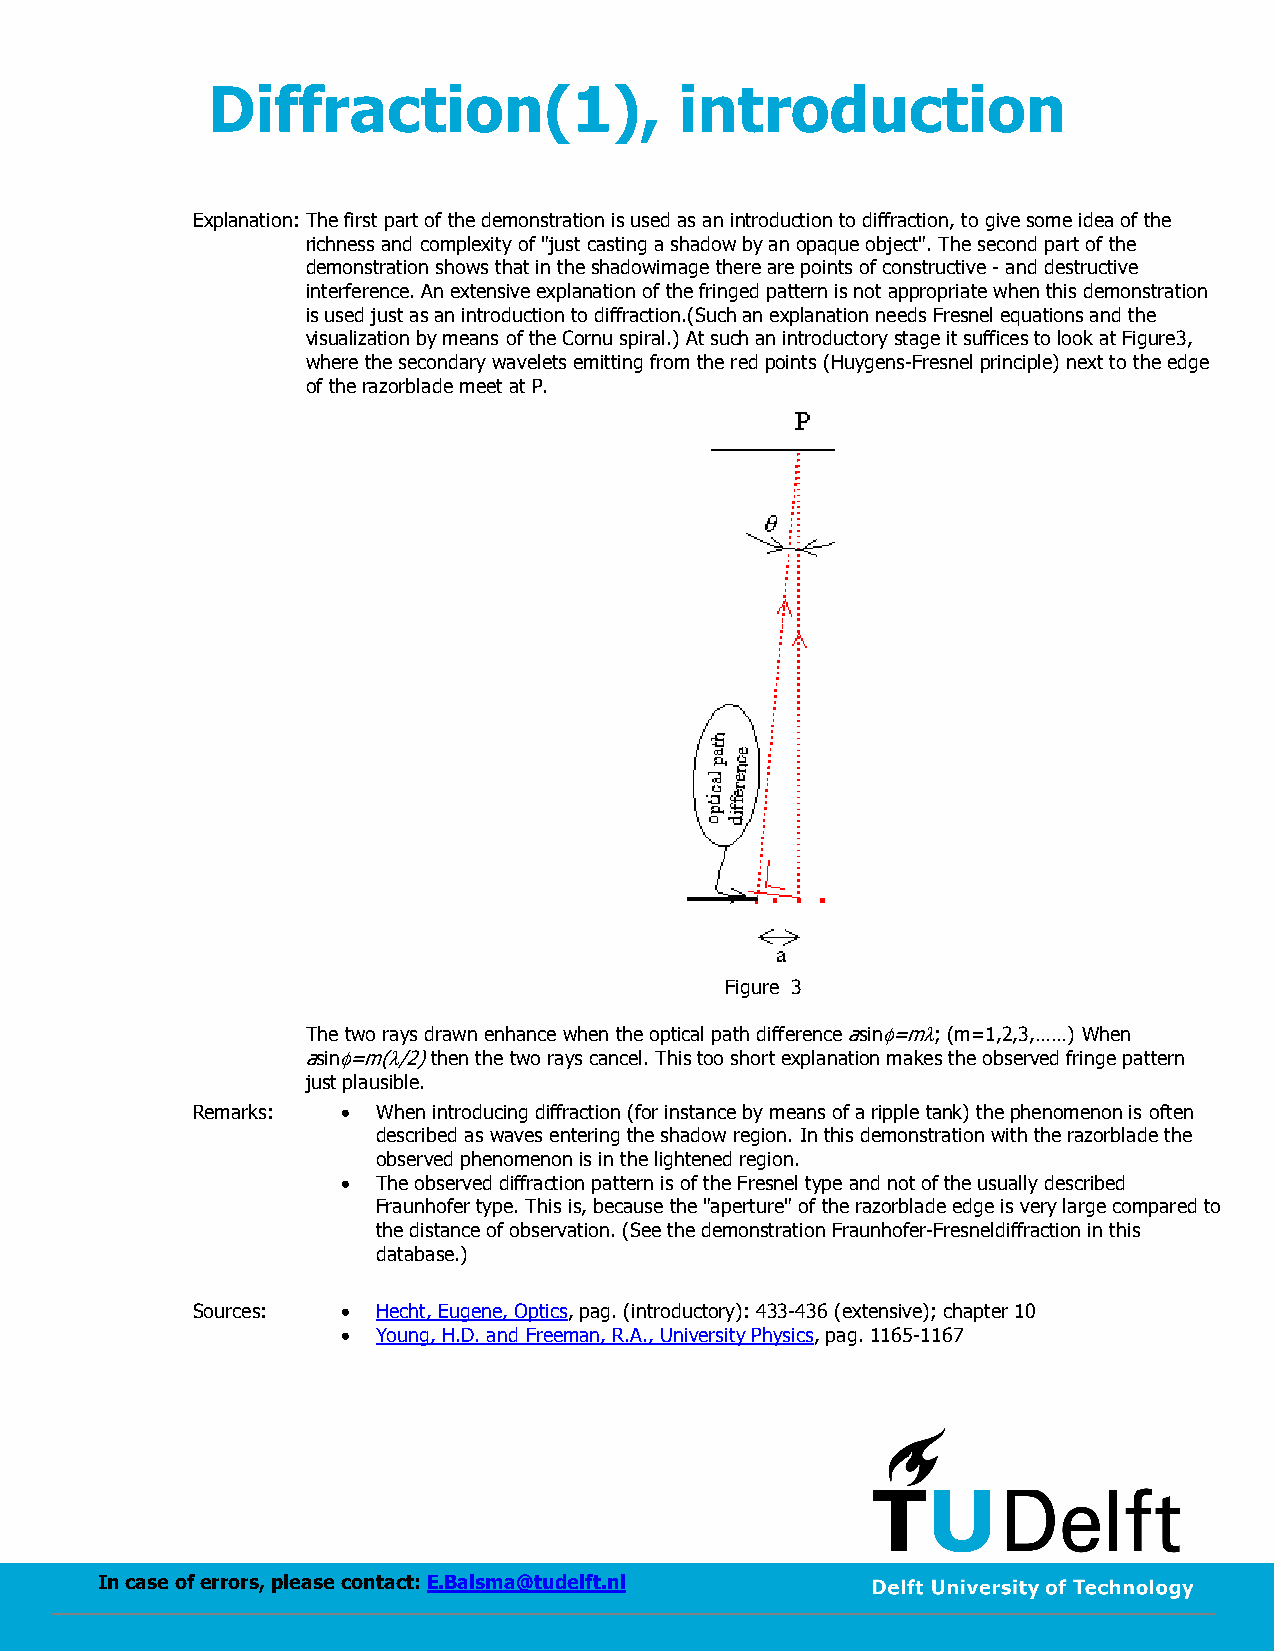 Diffraction(1), introduction
Explanation: The first part of the demonstration is used as an introduction to diffraction, to give some idea of the
richness and complexity of "just casting a shadow by an opaque object". The second part of the
demonstration shows that in the shadowimage there are points of constructive - and destructive
interference. An extensive explanation of the fringed pattern is not appropriate when this demonstration
is used just as an introduction to diffraction.(Such an explanation needs Fresnel equations and the
visualization by means of the Cornu spiral.) At such an introductory stage it suffices to look at Figure3,
where the secondary wavelets emitting from the red points (Huygens-Fresnel principle) next to the edge
of the razorblade meet at P.
P
θ
optical path
difference
a
Figure 3
The two rays drawn enhance when the optical path difference asinϕ=mλ; (m=1,2,3,……) When
asinϕ=m(λ/2) then the two rays cancel. This too short explanation makes the observed fringe pattern
just plausible.
Remarks: • When introducing diffraction (for instance by means of a ripple tank) the phenomenon is often
described as waves entering the shadow region. In this demonstration with the razorblade the
observed phenomenon is in the lightened region.
• The observed diffraction pattern is of the Fresnel type and not of the usually described
Fraunhofer type. This is, because the "aperture" of the razorblade edge is very large compared to
the distance of observation. (See the demonstration Fraunhofer-Fresneldiffraction in this
database.)
Sources: • Hecht, Eugene, Optics, pag. (introductory): 433-436 (extensive); chapter 10
• Young, H.D. and Freeman, R.A., University Physics, pag. 1165-1167
TUDelft
In case of errors, please contact: E.Balsma@tudelft.nl
Delft University of Technology